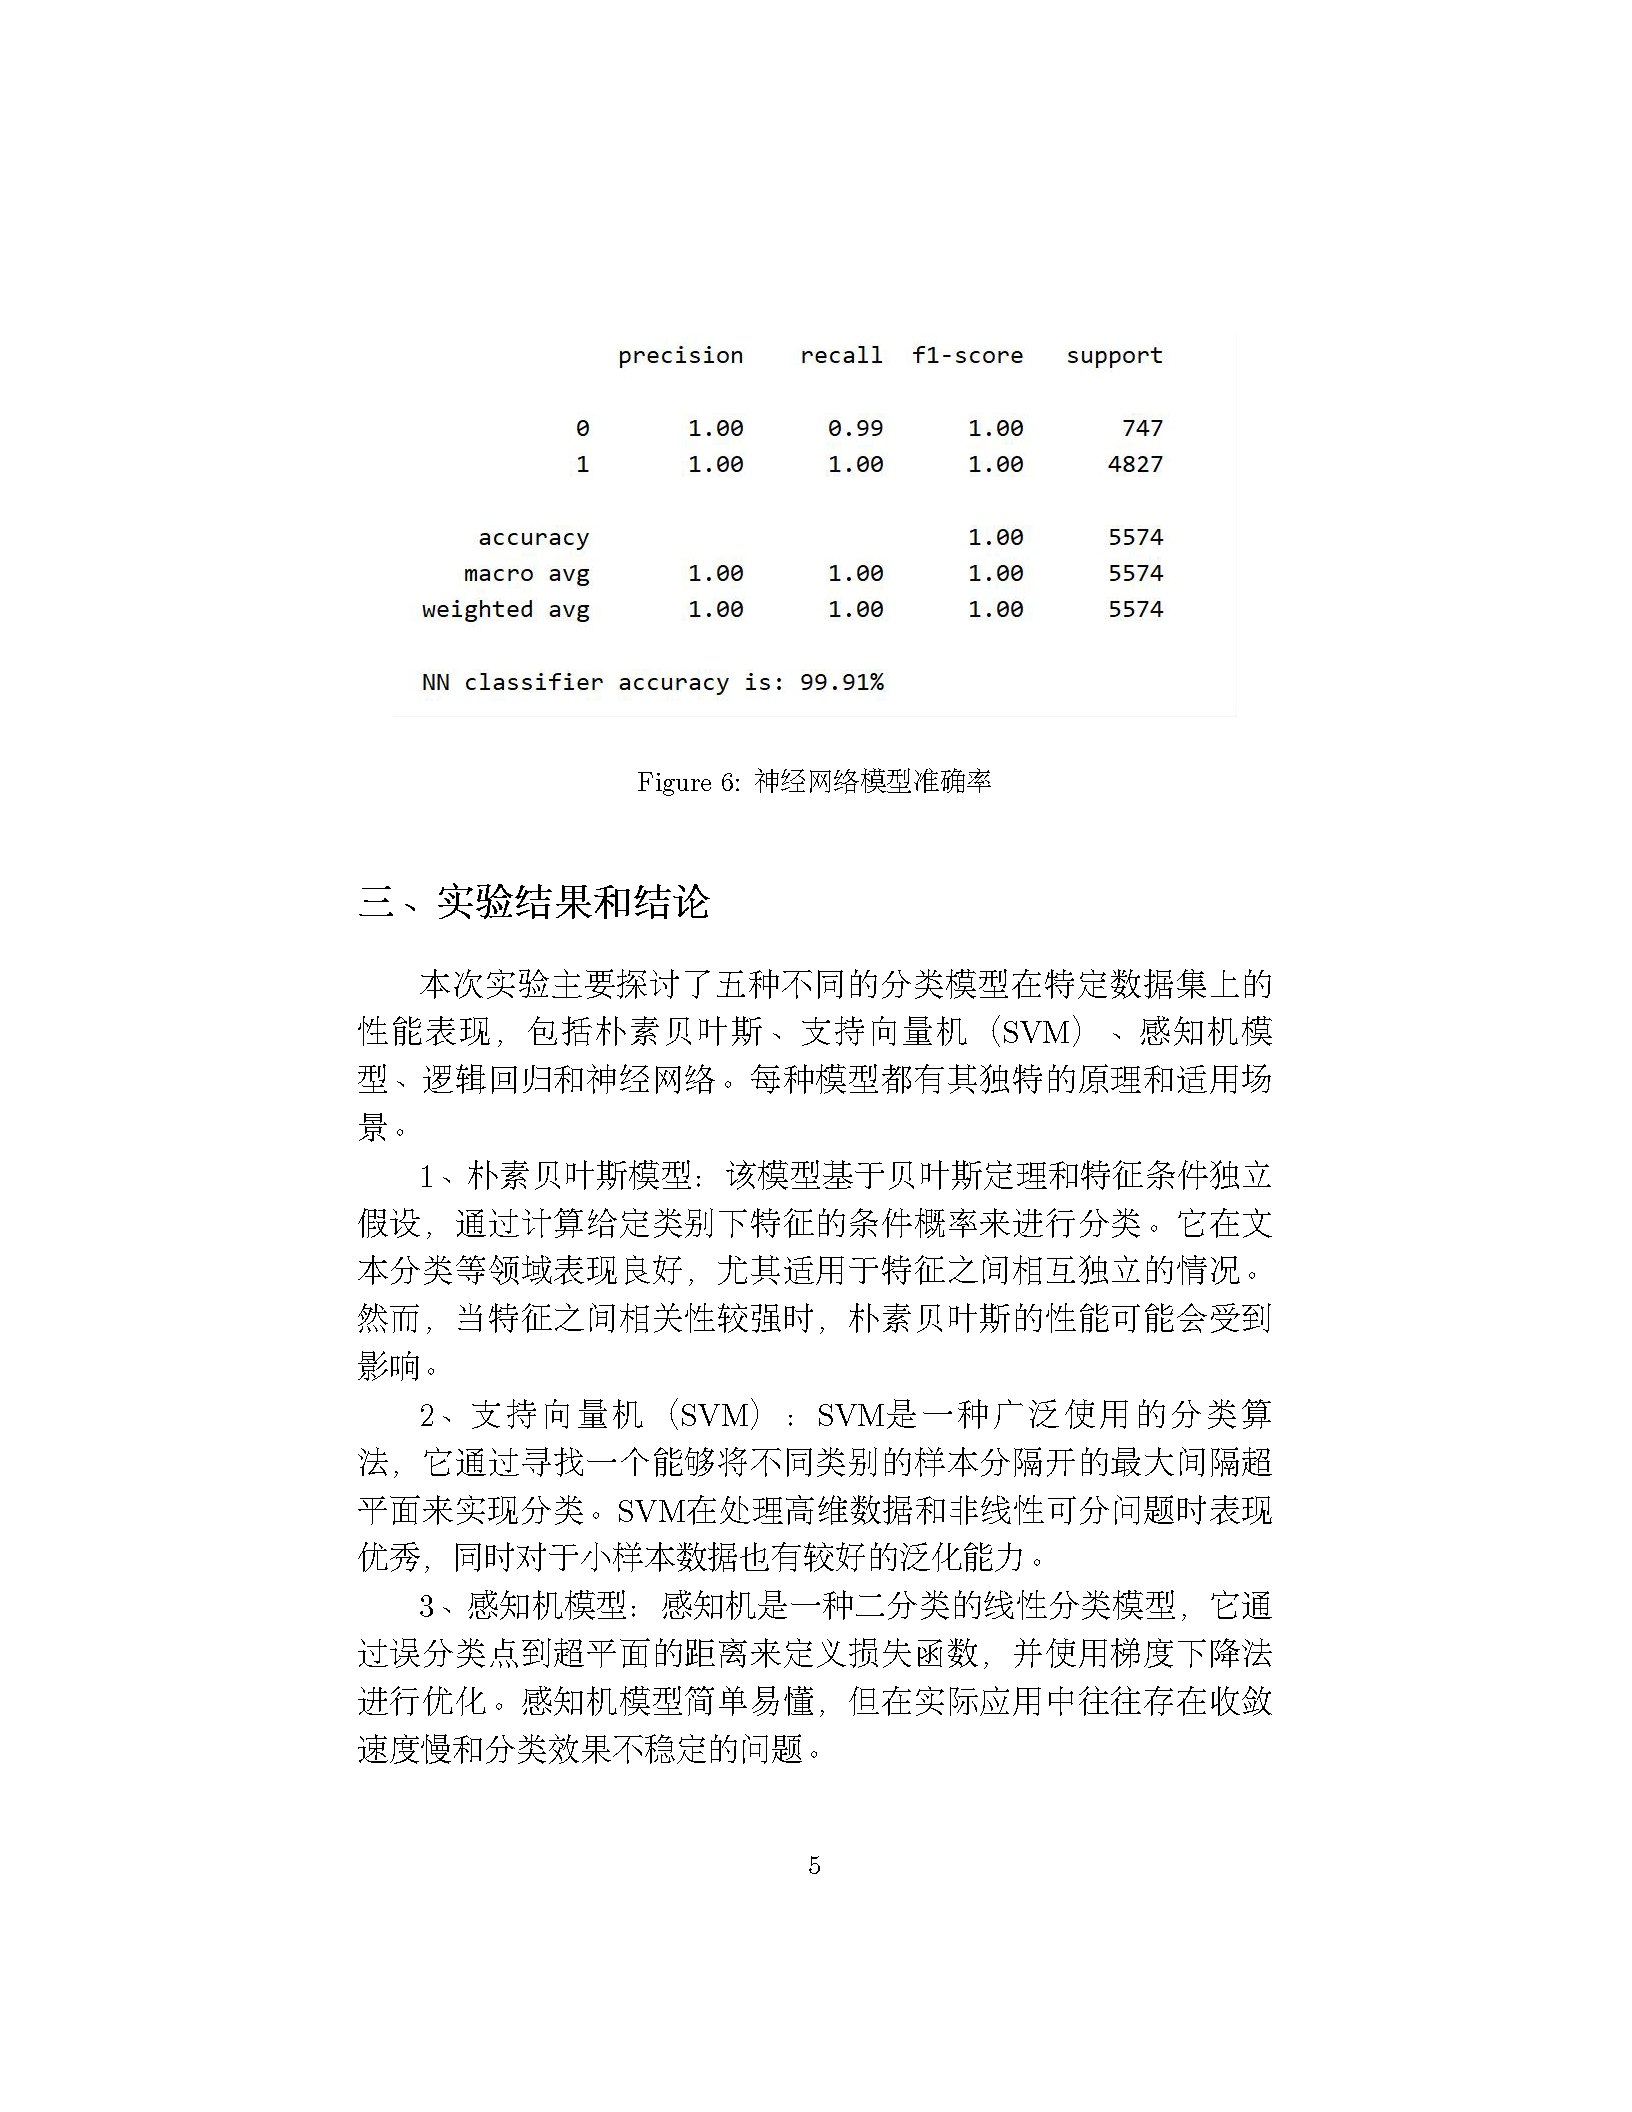 precision recall f1-score support
0 1.00 0.99 1.00 747
1 1.00 1.00 1.00 4827
accuracy 1.00 5574
macro avg 1.00 1.00 1.00 5574
weighted avg 1.00 1.00 1.00 5574
NN classifier accuracy is: 99.91%
Figure 6: 神经网络模型准确率
三、实验结果和结论
本次实验主要探讨了五种不同的分类模型在特定数据集上的
性能表现，包括朴素贝叶斯、支持向量机（SVM）、感知机模
型、逻辑回归和神经网络。每种模型都有其独特的原理和适用场
景。
1、朴素贝叶斯模型：该模型基于贝叶斯定理和特征条件独立
假设，通过计算给定类别下特征的条件概率来进行分类。它在文
本分类等领域表现良好，尤其适用于特征之间相互独立的情况。
然而，当特征之间相关性较强时，朴素贝叶斯的性能可能会受到
影响。
2、支持向量机（SVM）：SVM是一种广泛使用的分类算
法，它通过寻找一个能够将不同类别的样本分隔开的最大间隔超
平面来实现分类。SVM在处理高维数据和非线性可分问题时表现
优秀，同时对于小样本数据也有较好的泛化能力。
3、感知机模型：感知机是一种二分类的线性分类模型，它通
过误分类点到超平面的距离来定义损失函数，并使用梯度下降法
进行优化。感知机模型简单易懂，但在实际应用中往往存在收敛
速度慢和分类效果不稳定的问题。
5